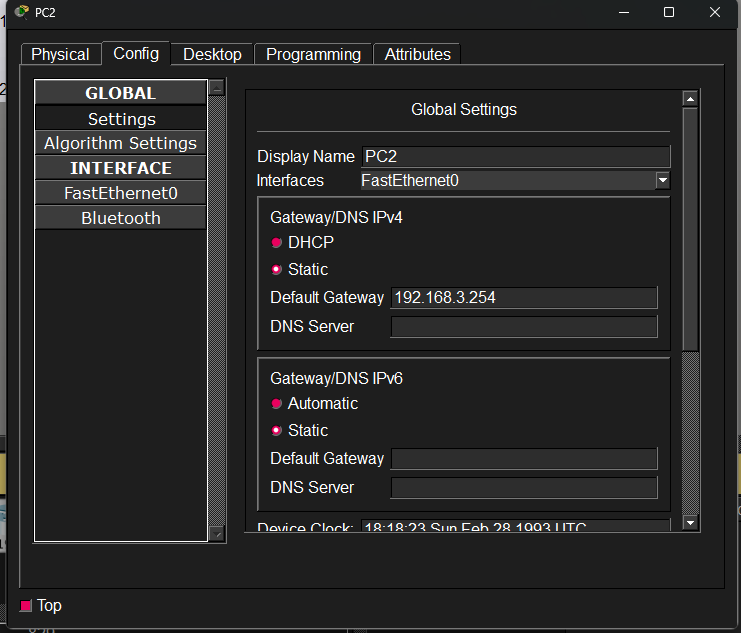 PC2
Physical Config Desktop Programming Attributes
GLOBAL
Settings
Algorithm Settings
INTERFACE
FastEthernet0
Bluetooth
Global Settings
Display Name PC2
Interfaces FastEthernet0
Gateway/DNS IPv4
DHCP
Static
Default Gateway 192.168.3.254
DNS Server
Gateway/DNS IPv6
Automatic
Static
Default Gateway
DNS Server
Device Clock: 18:18:23 Sun Feb 28 1993 UTC
Top